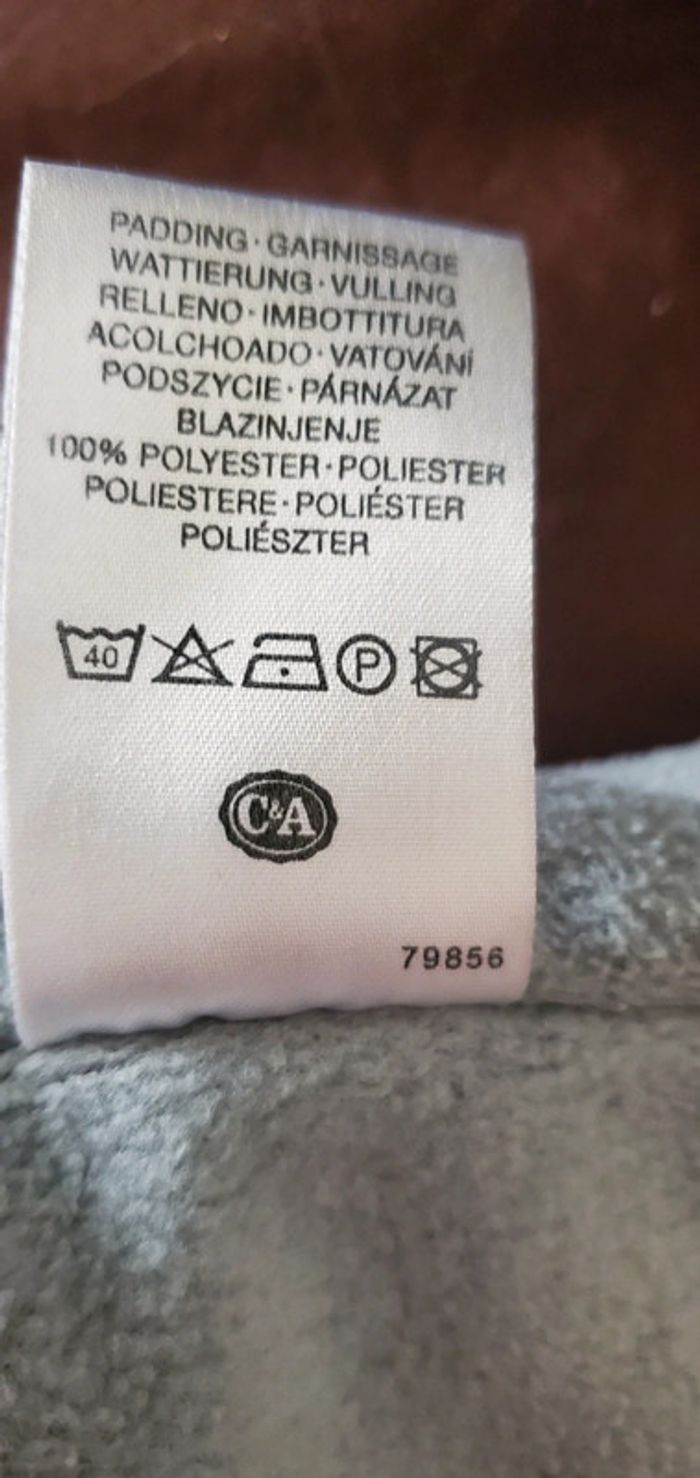 PADDING · GARNISSAGE
WATTIERUNG · VULLING
RELLENO · IMBOTTITURA
ACOLCHOADO · VATOVÁNÍ
PODSZYCIE · PÁRNÁZAT
BLAZINJENJE
100% POLYESTER · POLIESTER
POLIESTERE · POLIÉSTER
POLIÉSZTER
40 P
C&A
79856